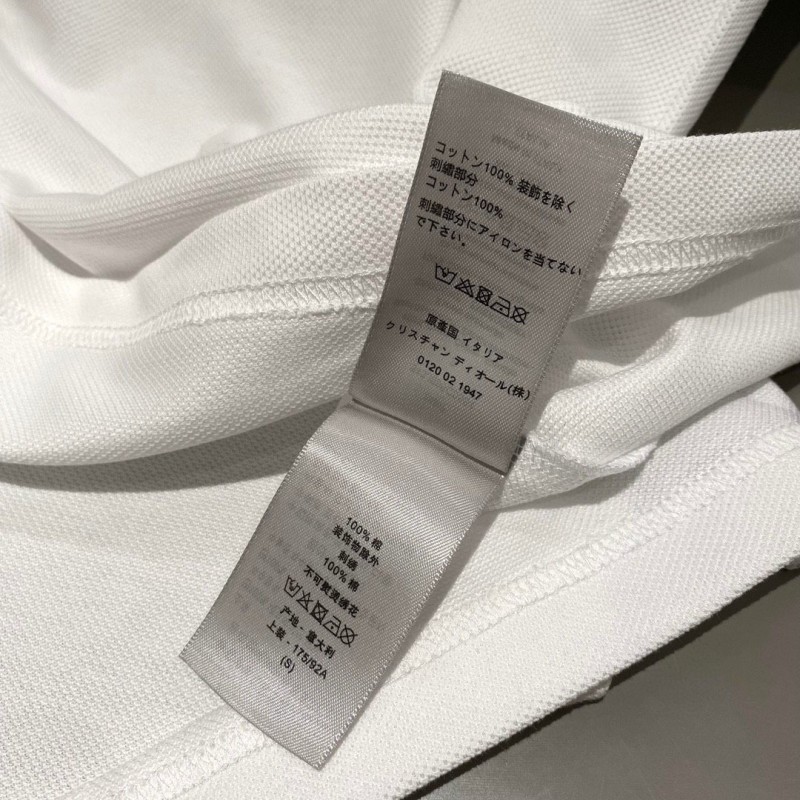 コットン100% 装飾を除く
刺繍部分
コットン100%
刺繍部分にアイロンを当てない
で下さい。
原産国 イタリア
クリスチャン ディオール(株)
0120 02 1947
100% 棉
装饰物除外
刺绣
100% 棉
不可熨烫绣花
产地 - 意大利
上装 - 175/92A
(S)